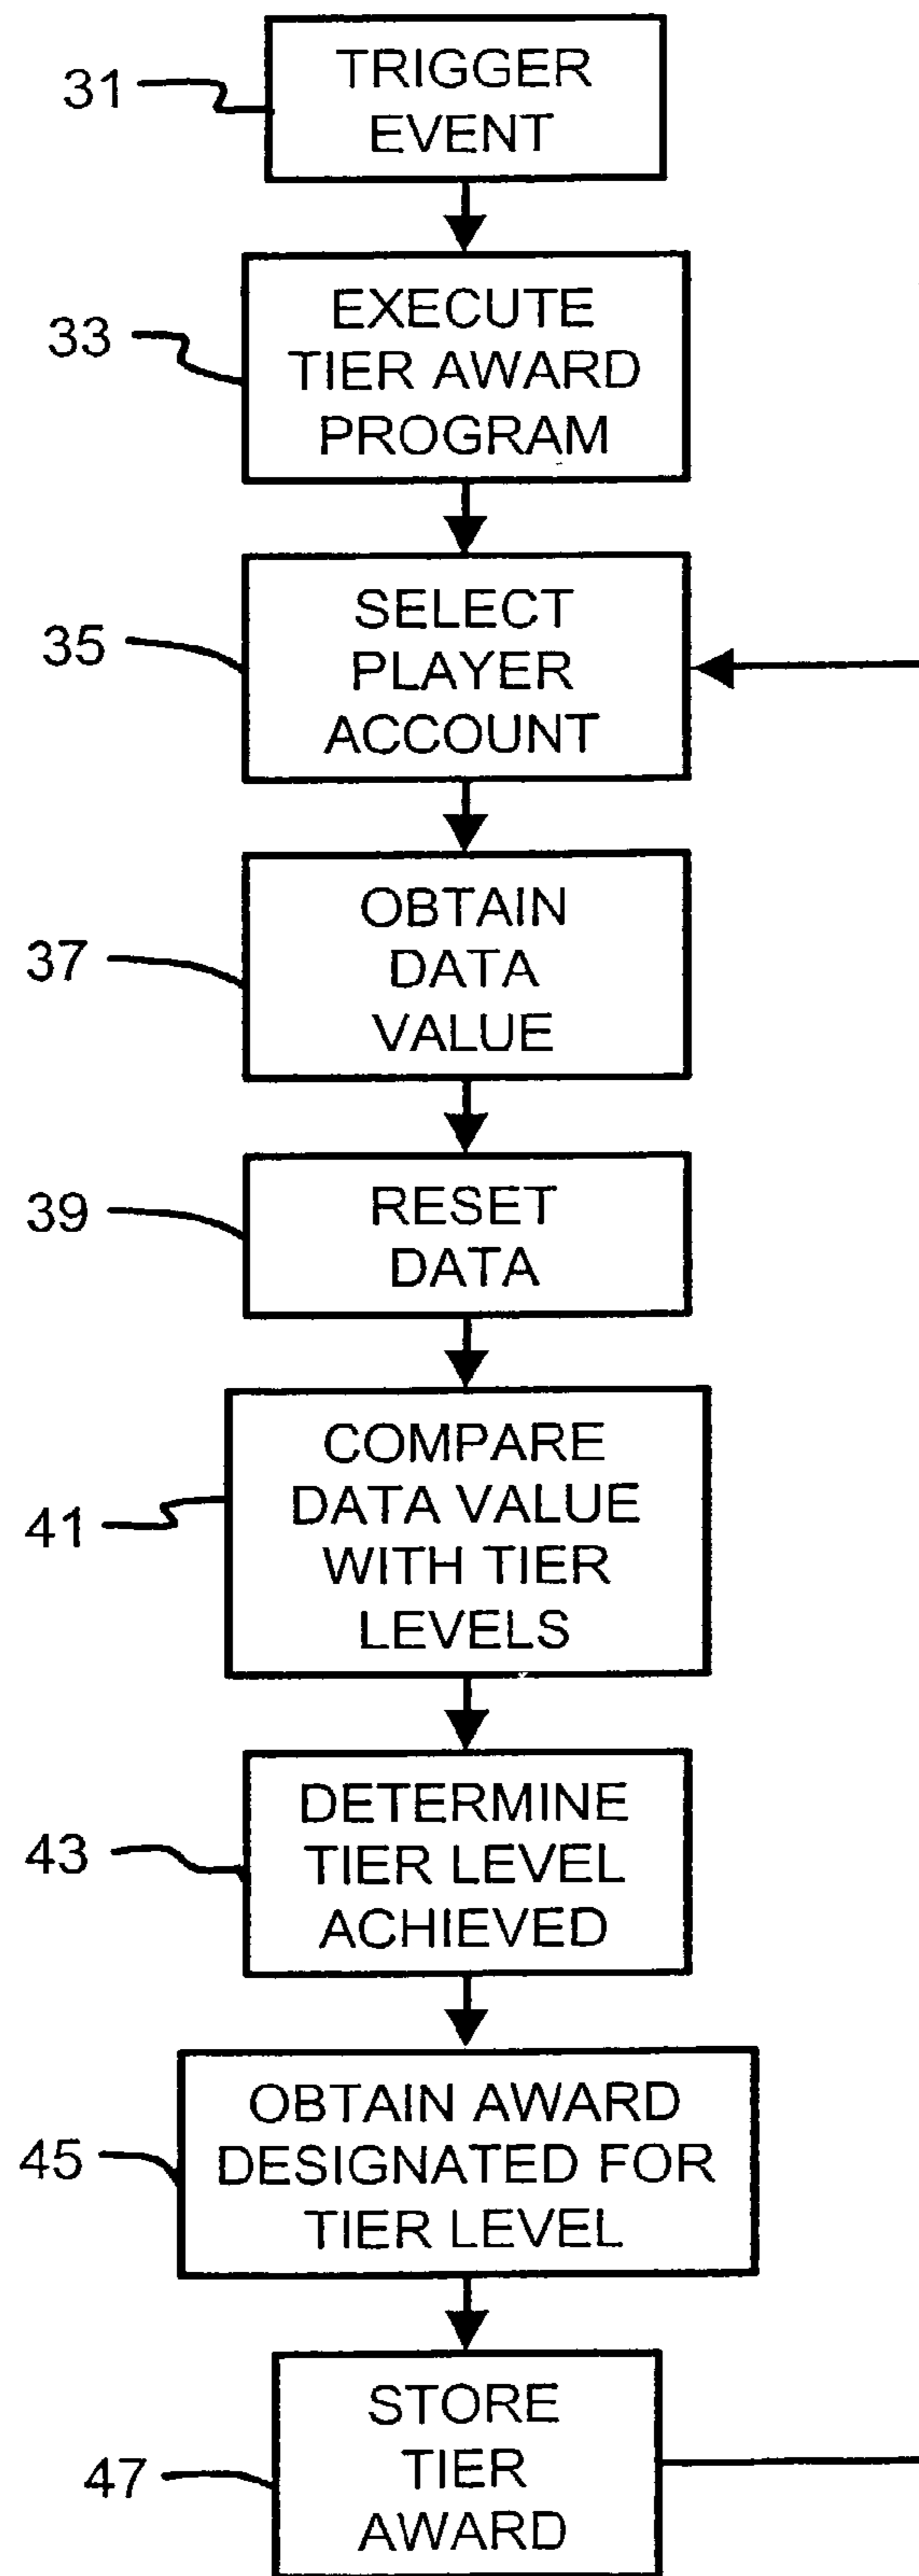 31
TRIGGER
EVENT
33
EXECUTE
TIER AWARD
PROGRAM
35
SELECT
PLAYER
ACCOUNT
37
OBTAIN
DATA
VALUE
39
RESET
DATA
41
COMPARE
DATA VALUE
WITH TIER
LEVELS
43
DETERMINE
TIER LEVEL
ACHIEVED
45
OBTAIN AWARD
DESIGNATED FOR
TIER LEVEL
47
STORE
TIER
AWARD